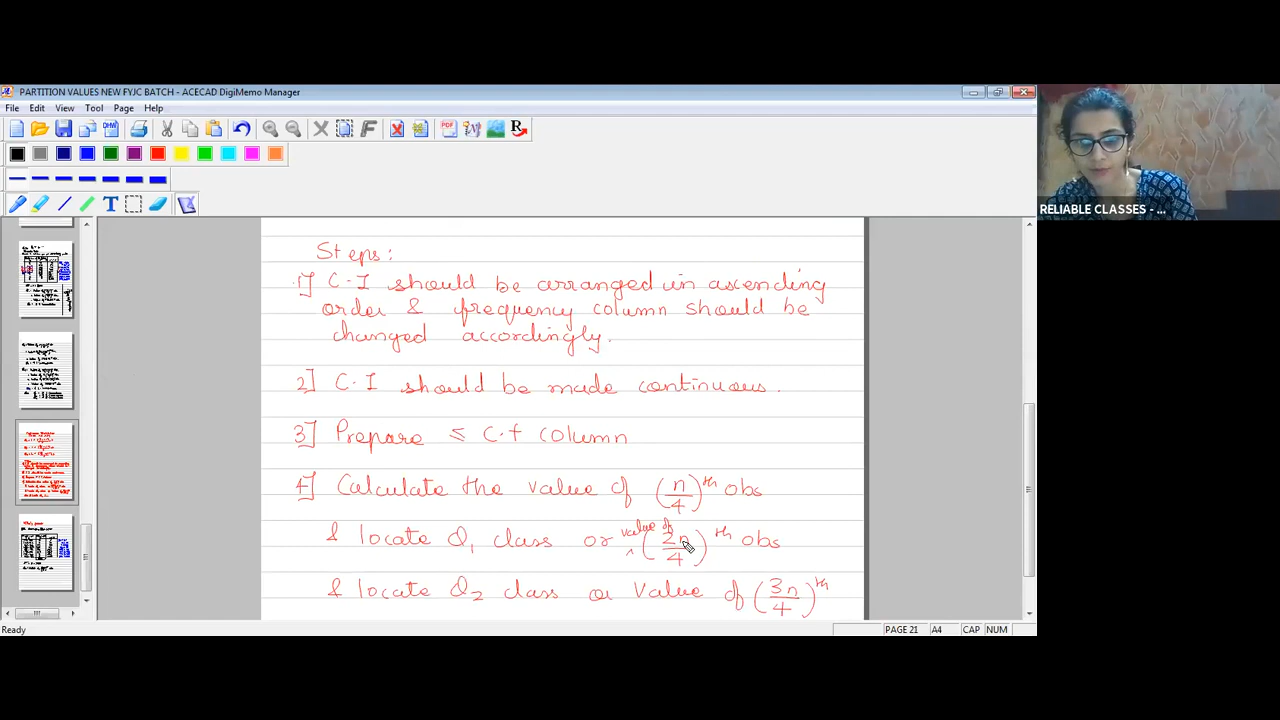 PARTITION VALUES NEW FYJC BATCH - ACECAD DigiMemo Manager
File Edit View Tool Page Help
RELIABLE CLASSES - ...
Steps:
1] C-I should be arranged in ascending
order & frequency column should be
changed accordingly.
2] C-I should be made continuous.
3] Prepare ≤ c.f column
4] Calculate the value of (n/4)th obs
& locate Q1 class or value of (2n/4)th obs
& locate Q2 class or value of (3n/4)th
Ready
PAGE 21 A4 CAP NUM